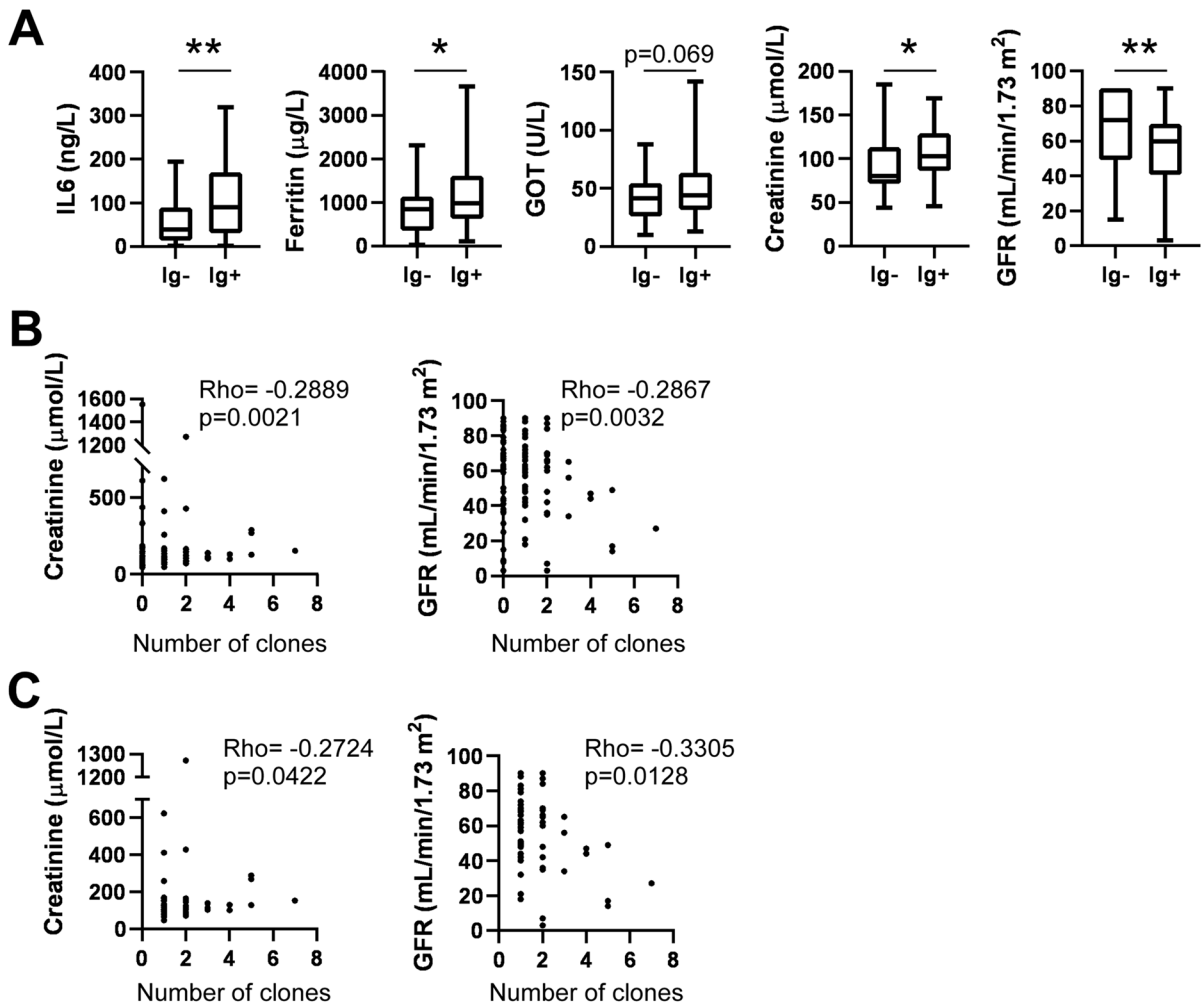 A
**
*
p=0.069
*
**
IL6 (ng/L)
400
300
200
100
0
Ig- Ig+
Ferritin (µg/L)
4000
3000
2000
1000
0
Ig- Ig+
GOT (U/L)
150
100
50
0
Ig- Ig+
Creatinine (µmol/L)
200
150
100
50
0
Ig- Ig+
GFR (mL/min/1.73 m²)
100
80
60
40
20
0
Ig- Ig+
B
Creatinine (µmol/L)
1600
1400
1200
500
0
Rho= -0.2889
p=0.0021
0 2 4 6 8
Number of clones
GFR (mL/min/1.73 m²)
100
80
60
40
20
0
Rho= -0.2867
p=0.0032
0 2 4 6 8
Number of clones
C
Creatinine (µmol/L)
1300
1200
600
400
200
0
Rho= -0.2724
p=0.0422
0 2 4 6 8
Number of clones
GFR (mL/min/1.73 m²)
100
80
60
40
20
0
Rho= -0.3305
p=0.0128
0 2 4 6 8
Number of clones